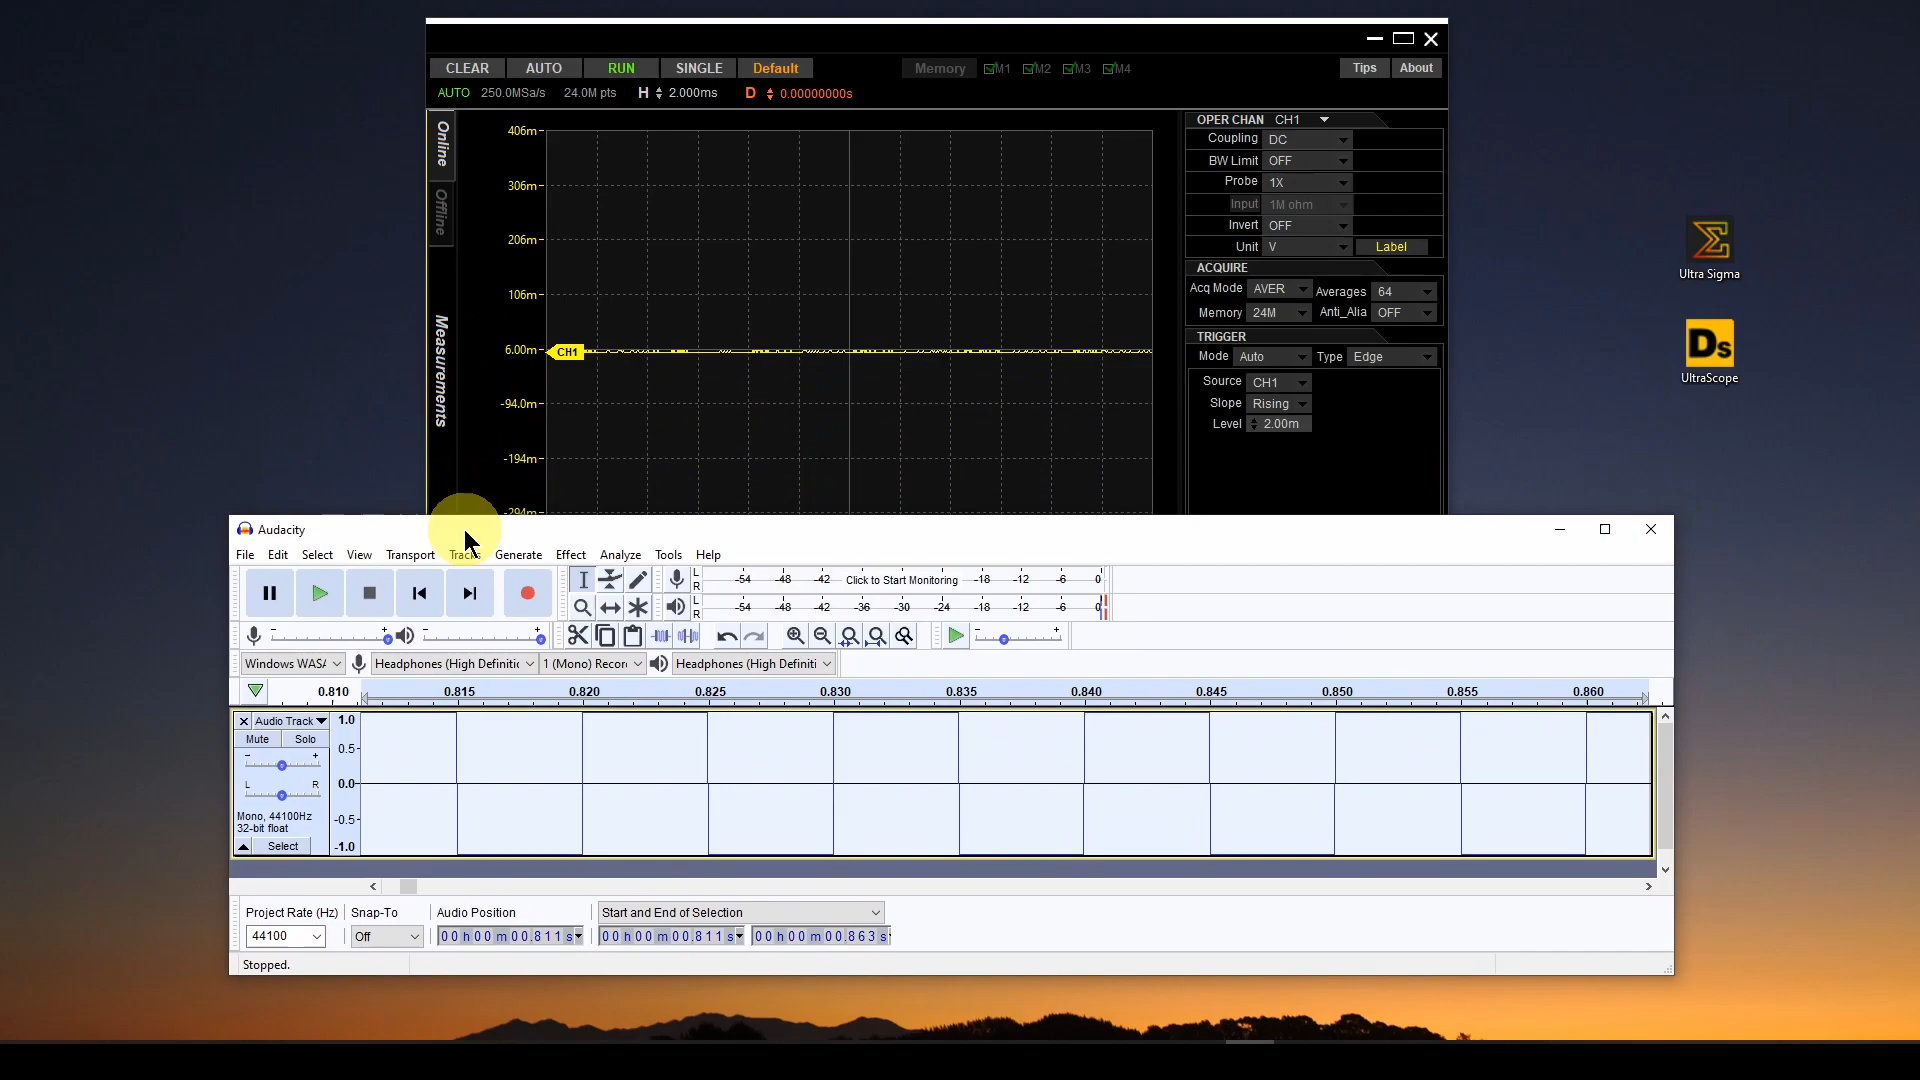 CLEAR AUTO RUN SINGLE Default Memory M1 M2 M3 M4 Tips About
AUTO 250.0MSa/s 24.0M pts H 2.000ms D 0.00000000s
Online
Offline
Measurements
406m
306m
206m
106m
6.00m
-94.0m
-194m
-294m
CH1
OPER CHAN CH1
Coupling DC
BW Limit OFF
Probe 1X
Input 1M ohm
Invert OFF
Unit V Label
ACQUIRE
Acq Mode AVER Averages 64
Memory 24M Anti_Alia OFF
TRIGGER
Mode Auto Type Edge
Source CH1
Slope Rising
Level 2.00m
Ultra Sigma
Ds
UltraScope
Audacity
File Edit Select View Transport Tracks Generate Effect Analyze Tools Help
L
R
-54 -48 -42 Click to Start Monitoring -18 -12 -6 0
L
R
-54 -48 -42 -36 -30 -24 -18 -12 -6 0
Windows WASA Headphones (High Definitic 1 (Mono) Recor Headphones (High Definiti
0.810 0.815 0.820 0.825 0.830 0.835 0.840 0.845 0.850 0.855 0.860
Audio Track
Mute Solo
L R
Mono, 44100Hz
32-bit float
Select
1.0
0.5
0.0
-0.5
-1.0
Project Rate (Hz) Snap-To Audio Position Start and End of Selection
44100 Off 00 h 00 m 00.811 s 00 h 00 m 00.811 s 00 h 00 m 00.863 s
Stopped.